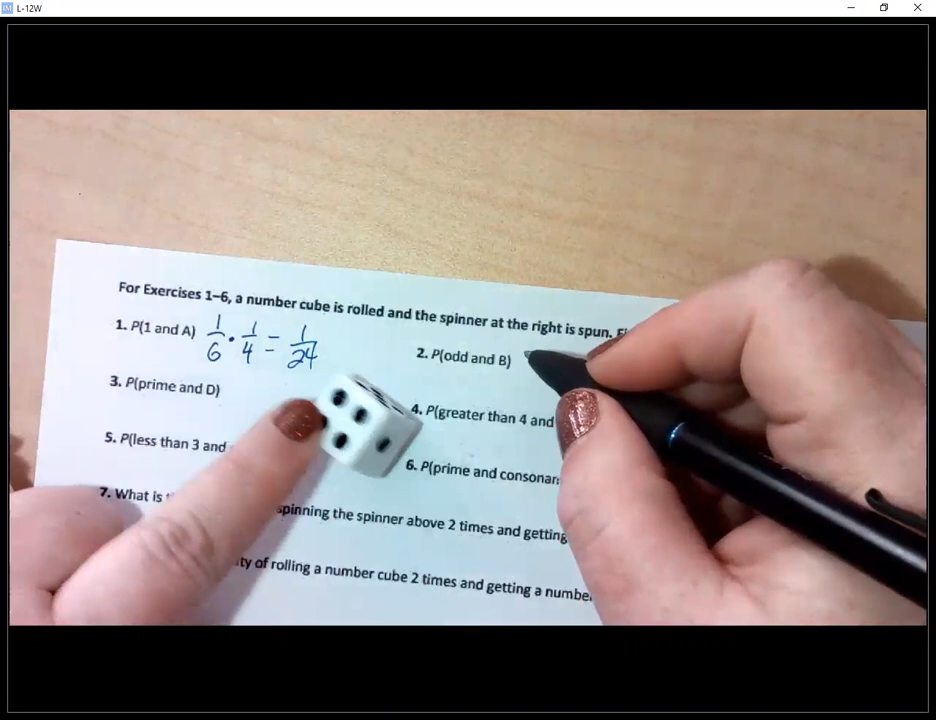 L-12W
For Exercises 1–6, a number cube is rolled and the spinner at the right is spun.
1. P(1 and A) 1/6 · 1/4 = 1/24
2. P(odd and B)
3. P(prime and D)
4. P(greater than 4 and
5. P(less than 3 and
6. P(prime and
7. What is
spinning the spinner above 2 times and getting
of rolling a number cube 2 times and getting a